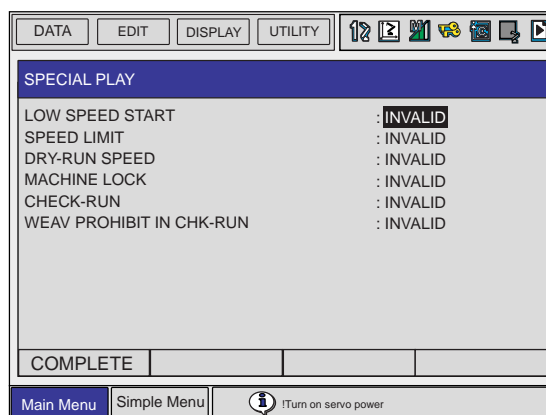 DATA EDIT DISPLAY UTILITY
SPECIAL PLAY
LOW SPEED START : INVALID
SPEED LIMIT : INVALID
DRY-RUN SPEED : INVALID
MACHINE LOCK : INVALID
CHECK-RUN : INVALID
WEAV PROHIBIT IN CHK-RUN : INVALID
COMPLETE
Main Menu Simple Menu !Turn on servo power